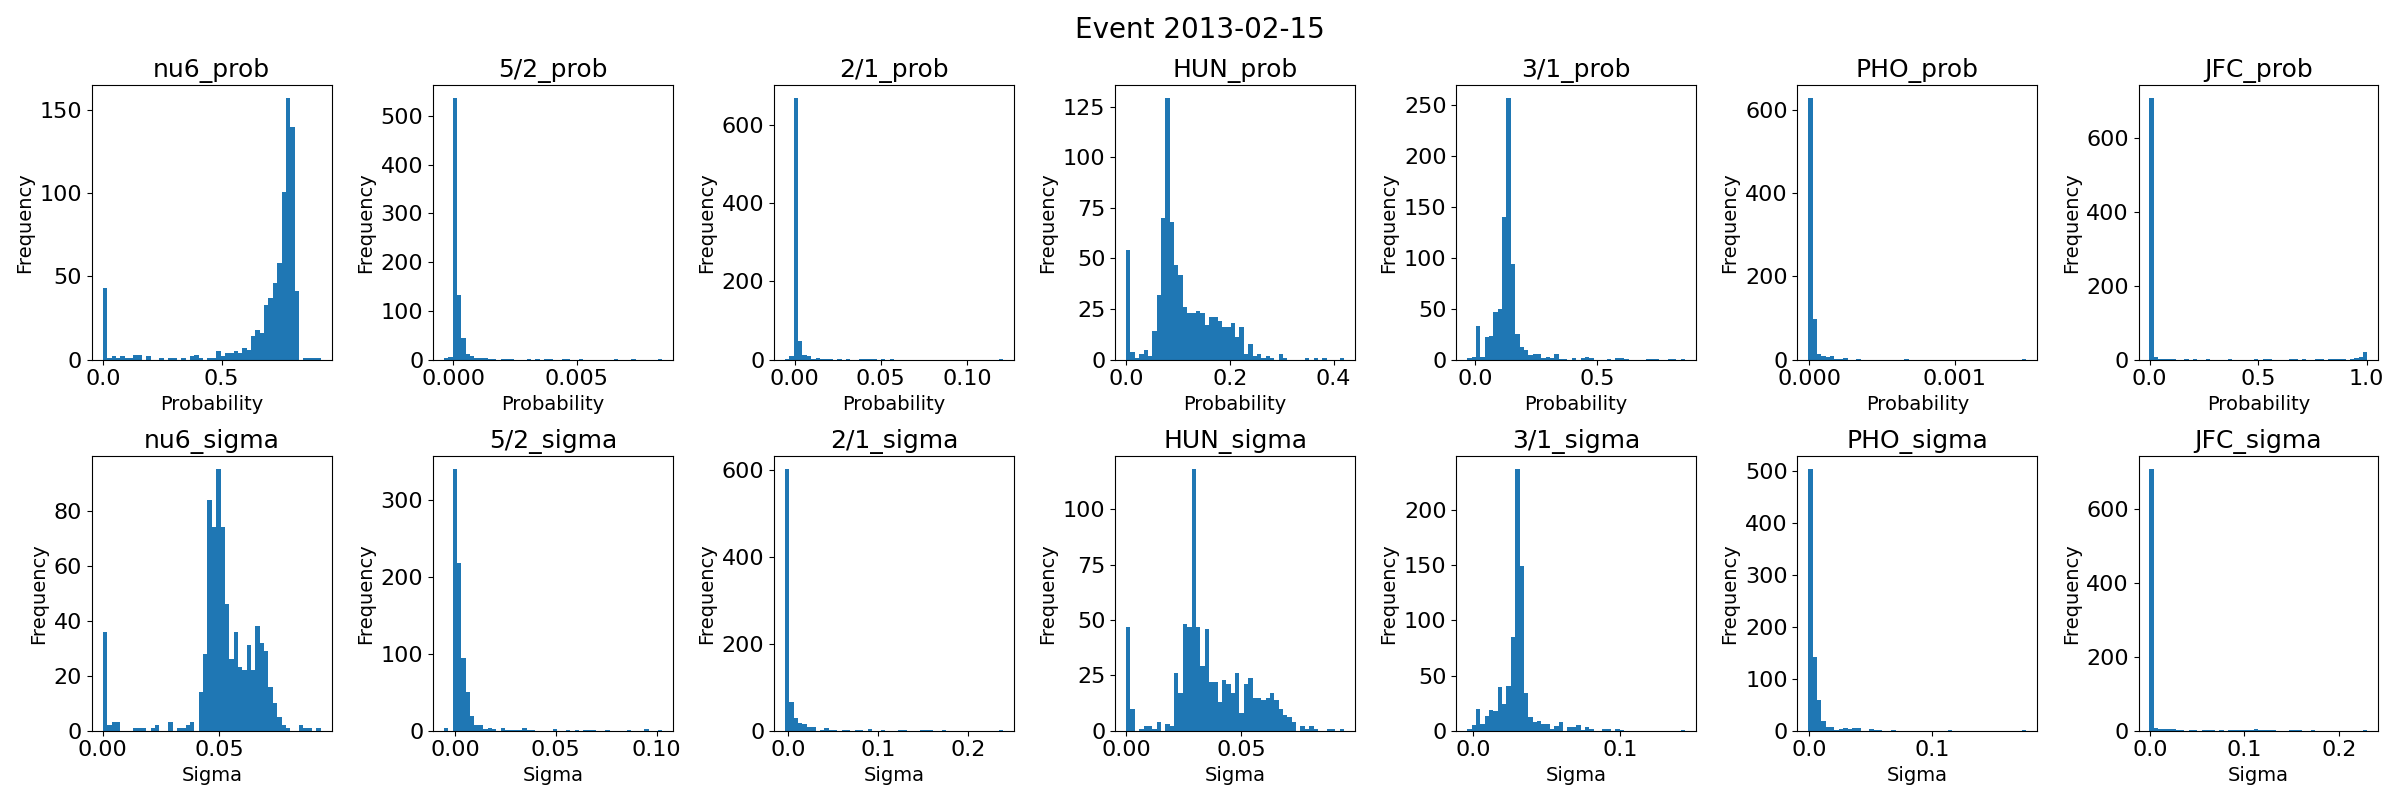 Event 2013-02-15
nu6_prob 5/2_prob 2/1_prob HUN_prob 3/1_prob PHO_prob JFC_prob
Frequency 150 100 50 0 0.0 0.5 Probability
Frequency 500 400 300 200 100 0 0.000 0.005 Probability
Frequency 600 400 200 0 0.00 0.05 0.10 Probability
Frequency 125 100 75 50 25 0 0.0 0.2 0.4 Probability
Frequency 250 200 150 100 50 0 0.0 0.5 Probability
Frequency 600 400 200 0 0.000 0.001 Probability
Frequency 600 400 200 0 0.0 0.5 1.0 Probability
nu6_sigma 5/2_sigma 2/1_sigma HUN_sigma 3/1_sigma PHO_sigma JFC_sigma
Frequency 80 60 40 20 0 0.00 0.05 Sigma
Frequency 300 200 100 0 0.00 0.05 0.10 Sigma
Frequency 600 400 200 0 0.0 0.1 0.2 Sigma
Frequency 100 75 50 25 0 0.00 0.05 Sigma
Frequency 200 150 100 50 0 0.0 0.1 Sigma
Frequency 500 400 300 200 100 0 0.0 0.1 Sigma
Frequency 600 400 200 0 0.0 0.1 0.2 Sigma